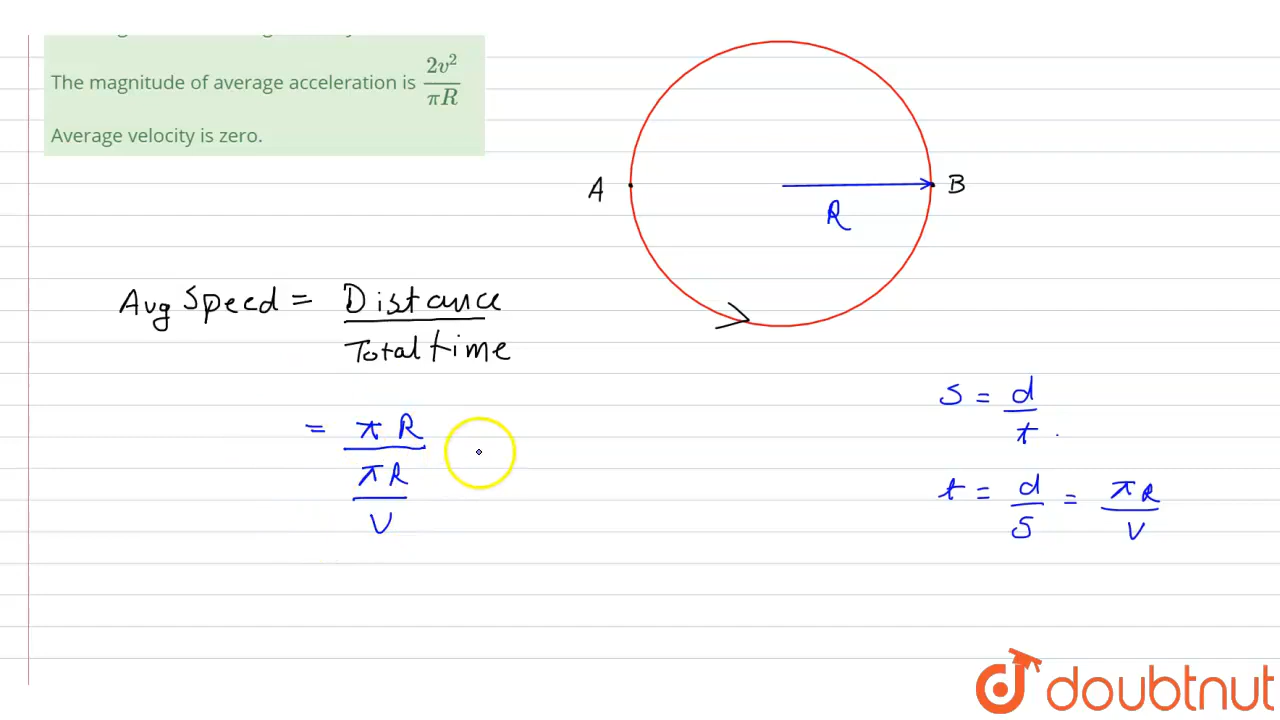 The magnitude of average acceleration is 2v²/πR
Average velocity is zero.
A
B
R
Avg Speed = Distance / Total time
= πR / (πR / V)
S = d / t
t = d / S = πR / V
doubtnut